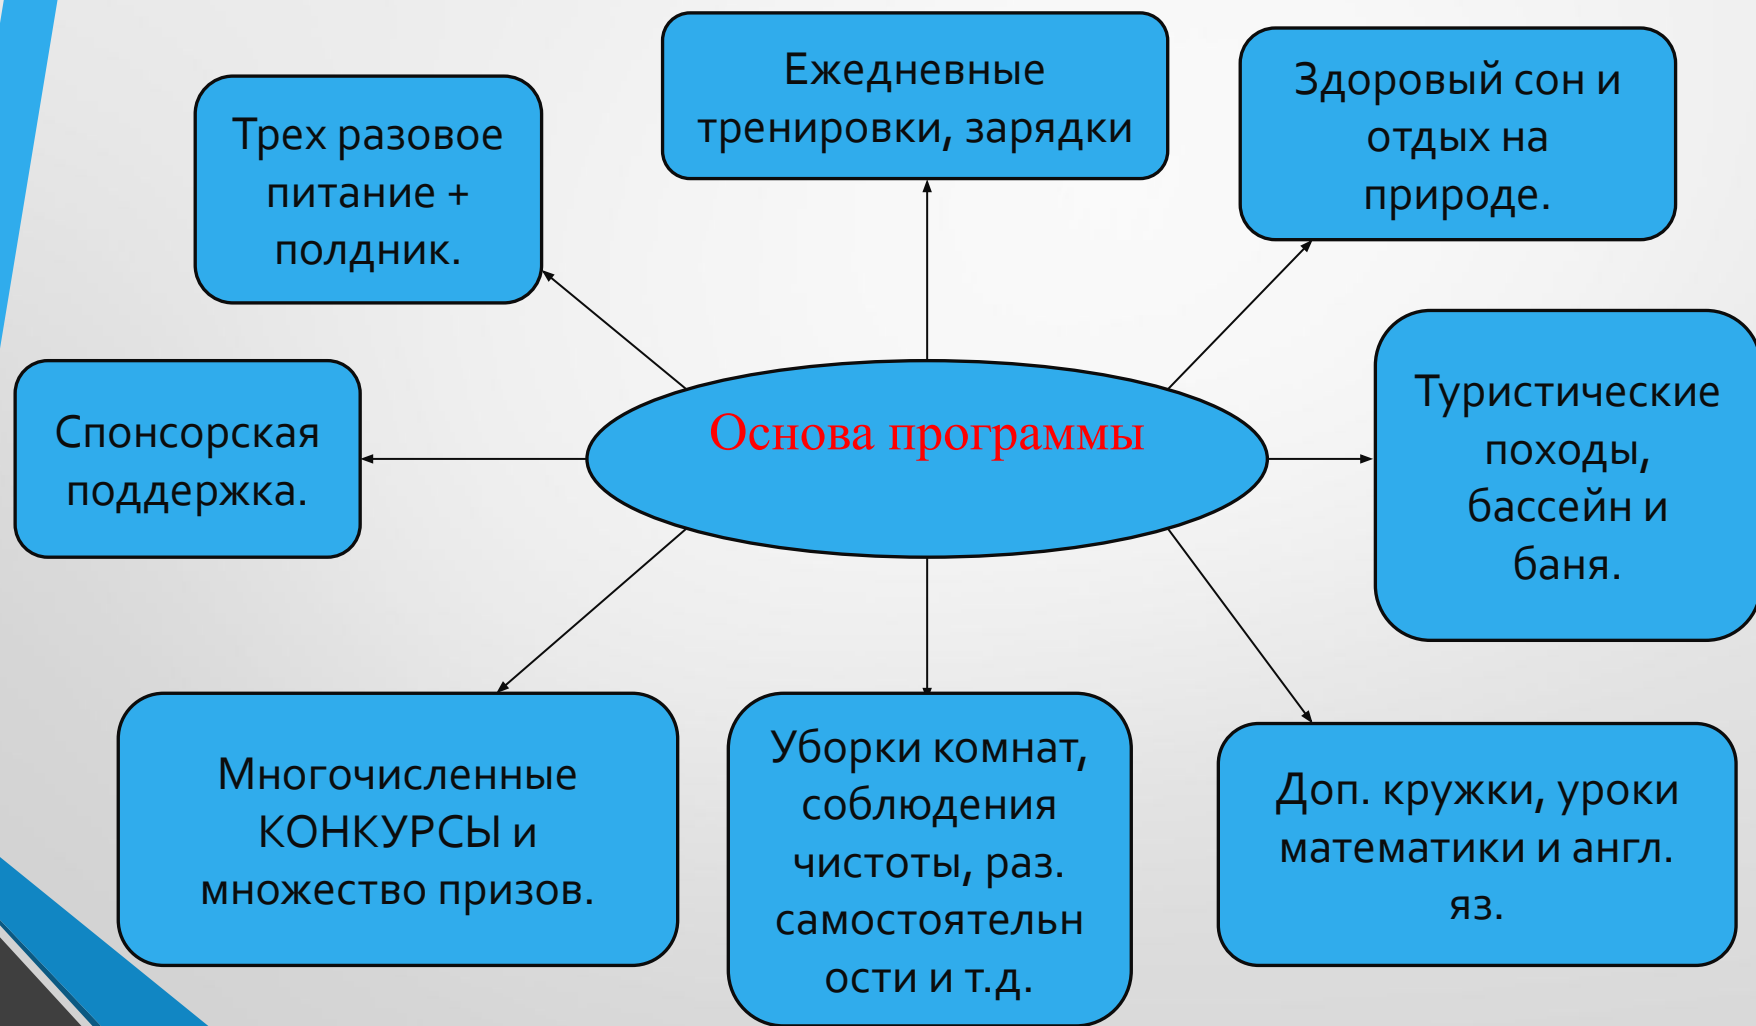 Ежедневные
тренировки, зарядки
Здоровый сон и
отдых на
природе.
Трех разовое
питание +
полдник.
Туристические
походы,
бассейн и
баня.
Спонсорская
поддержка.
Основа программы
Многочисленные
КОНКУРСЫ и
множество призов.
Уборки комнат,
соблюдения
чистоты, раз.
самостоятельн
ости и т.д.
Доп. кружки, уроки
математики и англ.
яз.